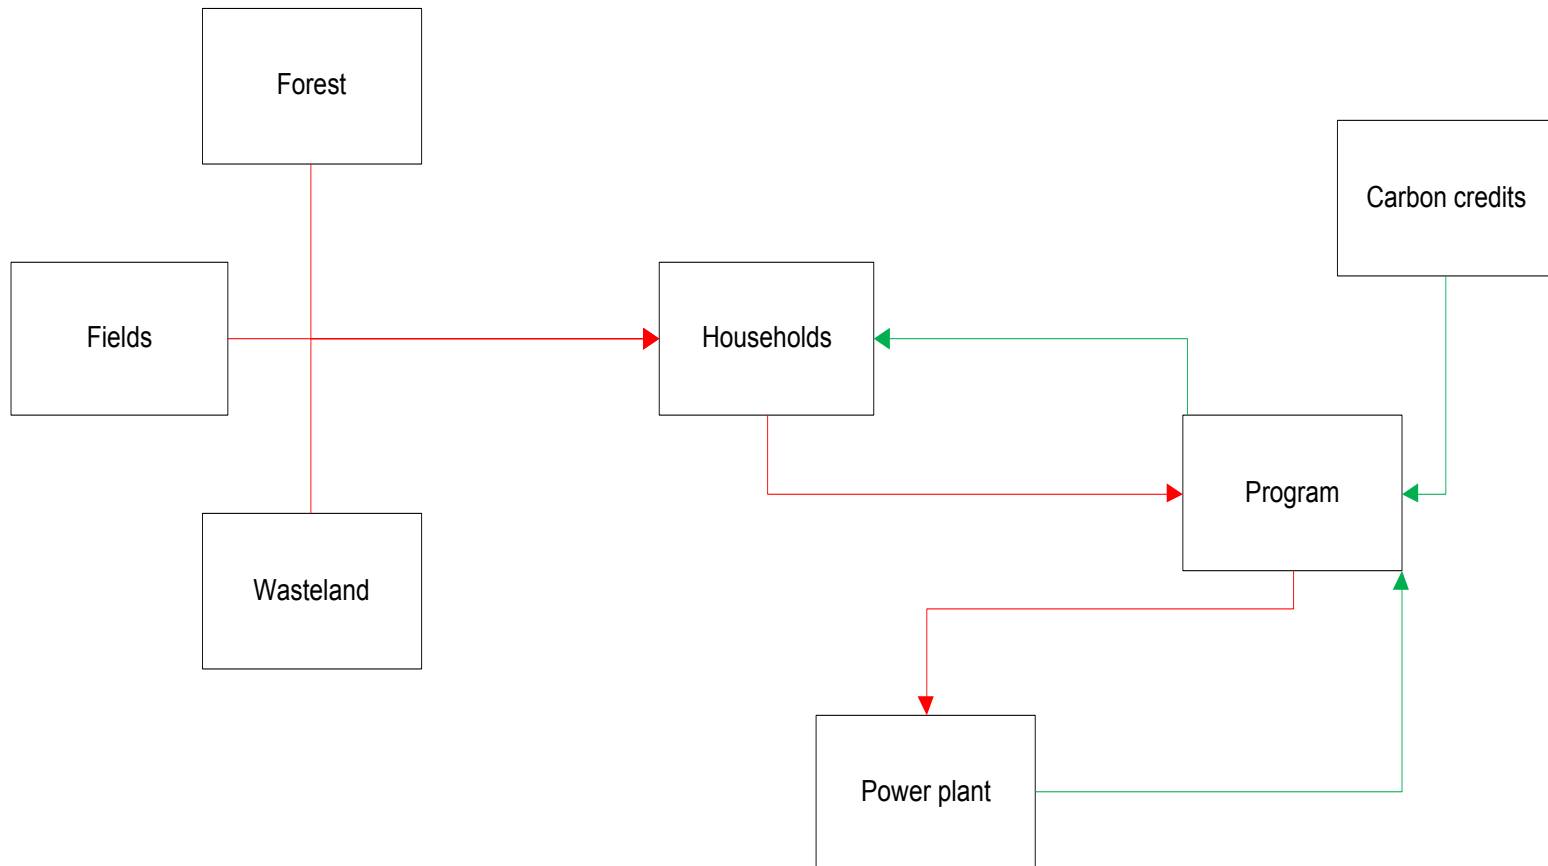 Forest
Carbon credits
Fields
Households
Program
Wasteland
Power plant